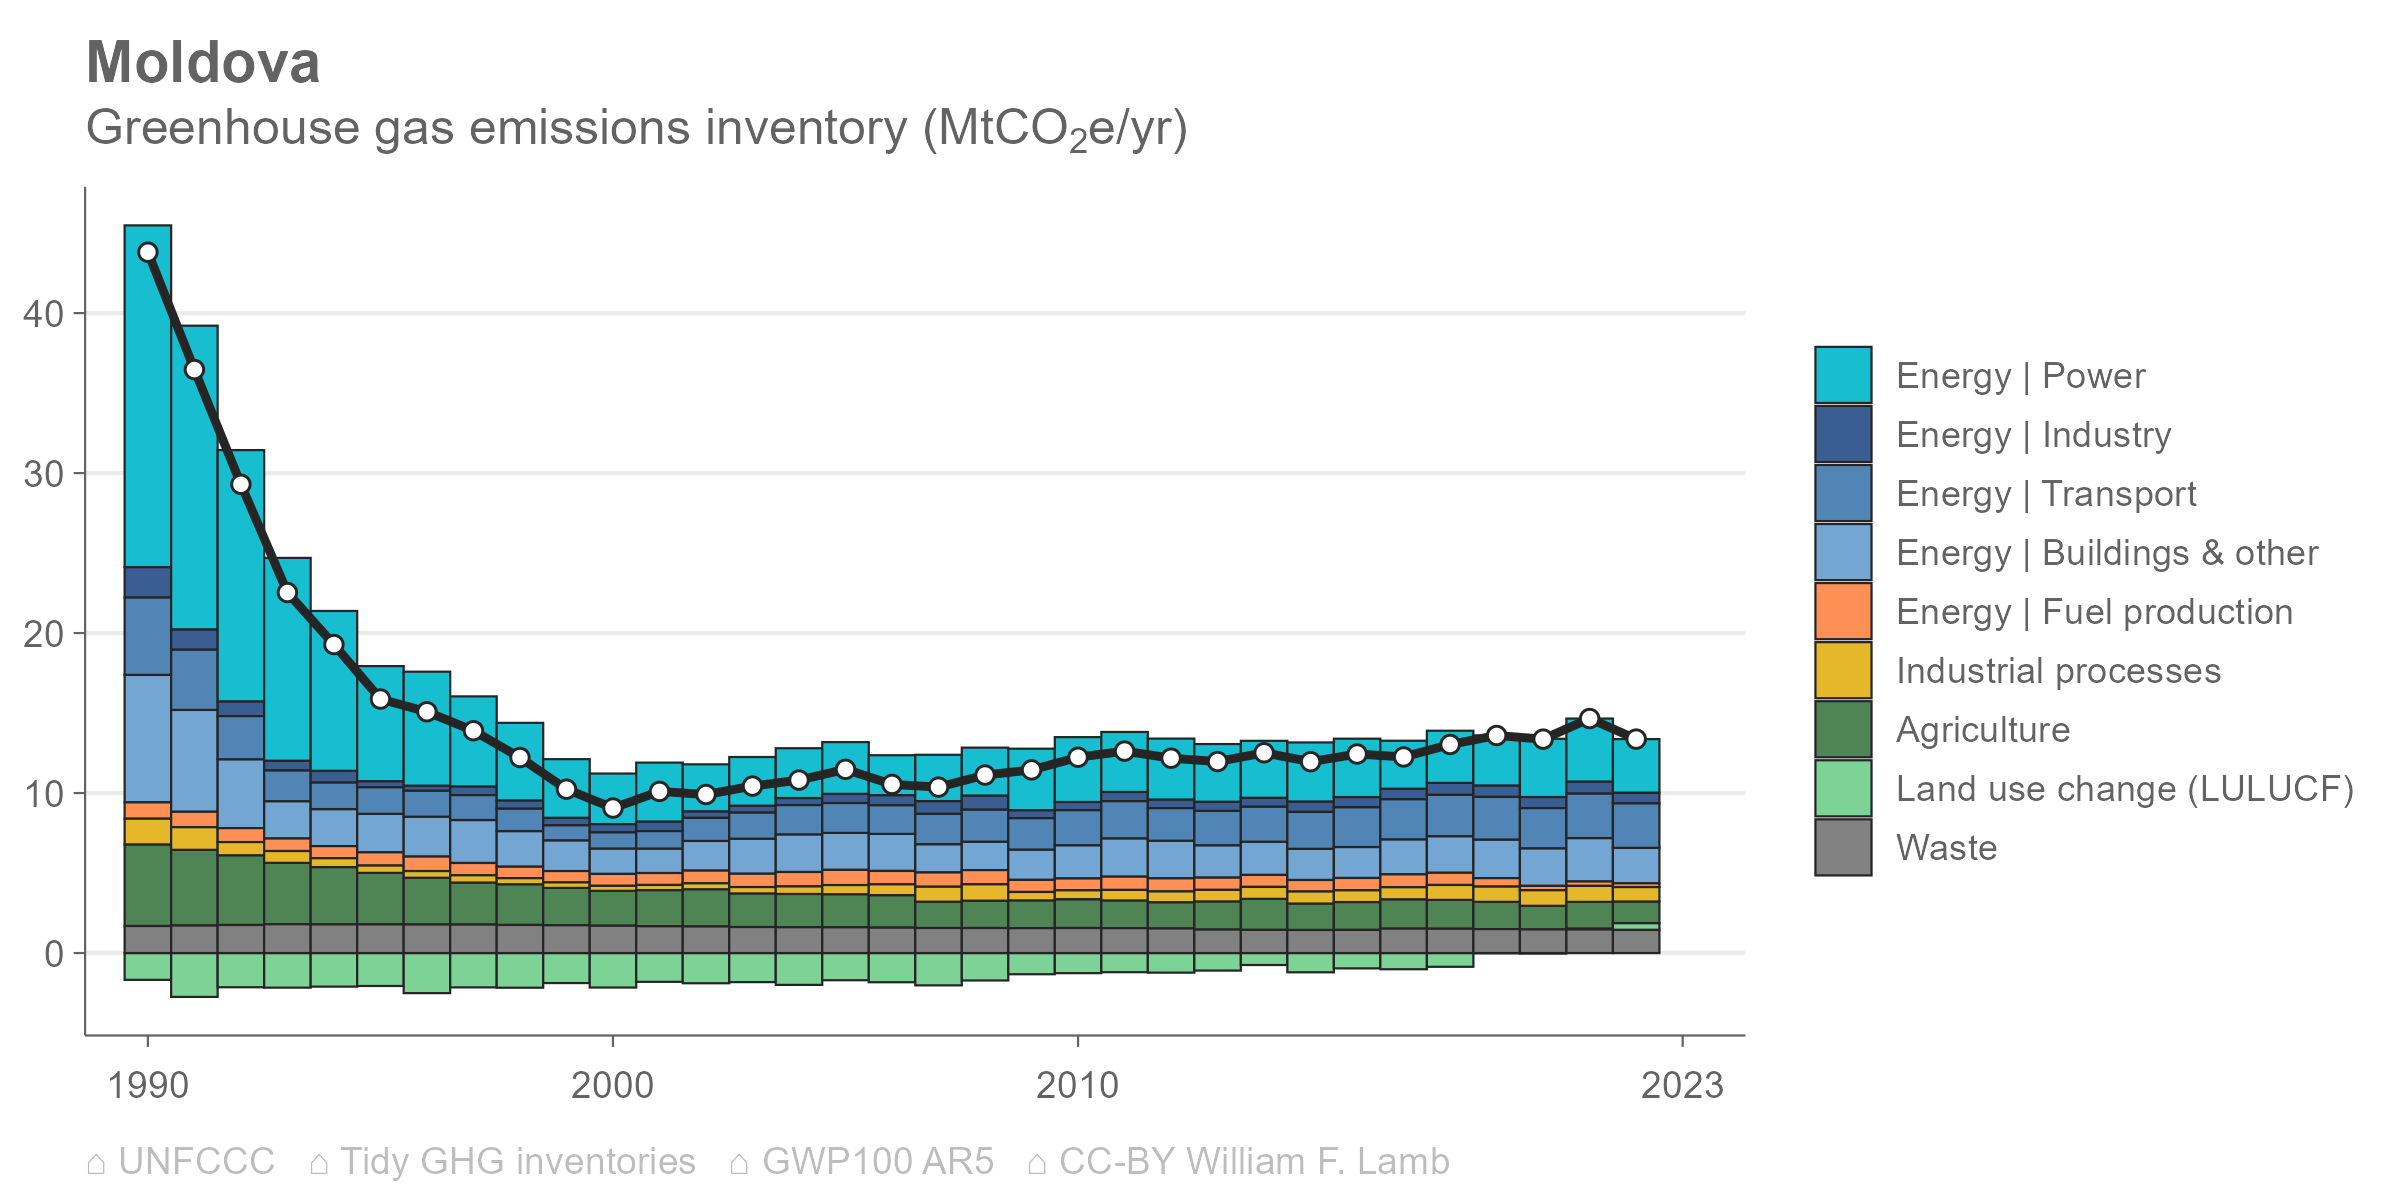 Moldova
Greenhouse gas emissions inventory (MtCO₂e/yr)
40
30
20
10
0
1990 2000 2010 2023
Energy | Power
Energy | Industry
Energy | Transport
Energy | Buildings & other
Energy | Fuel production
Industrial processes
Agriculture
Land use change (LULUCF)
Waste
⌂ UNFCCC ⌂ Tidy GHG inventories ⌂ GWP100 AR5 ⌂ CC-BY William F. Lamb